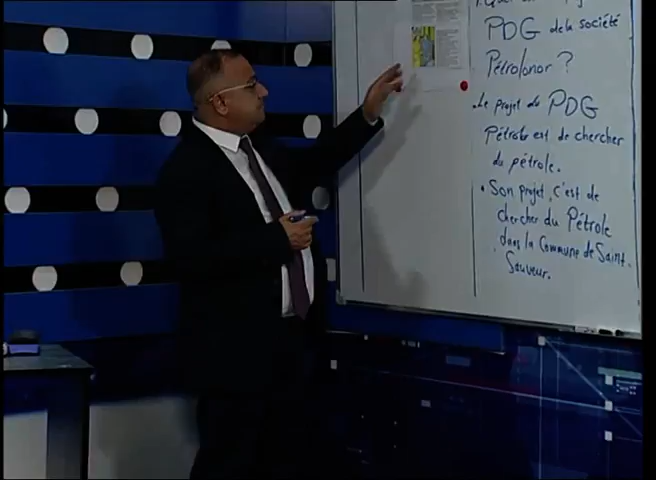 PDG de la société
Pétrolonor ?
. Le projet du PDG
Pétrolo est de chercher
du pétrole.
. Son projet, c'est de
chercher du Pétrole
dans la Commune de Saint-
Sauveur.